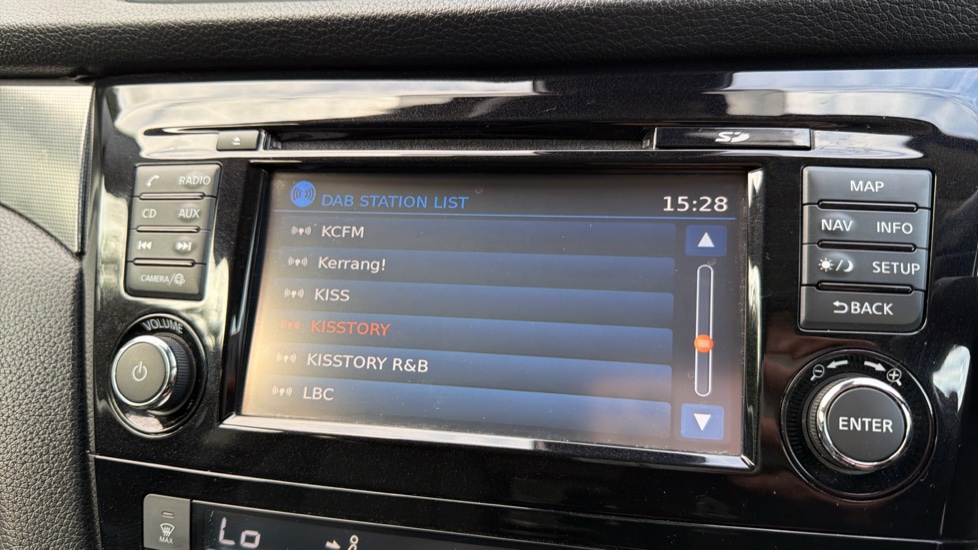 SD
RADIO
CD AUX
CAMERA/
VOLUME
DAB STATION LIST 15:28
KCFM
Kerrang!
KISS
KISSTORY
KISSTORY R&B
LBC
MAP
NAV INFO
SETUP
BACK
ENTER
MAX
Lo